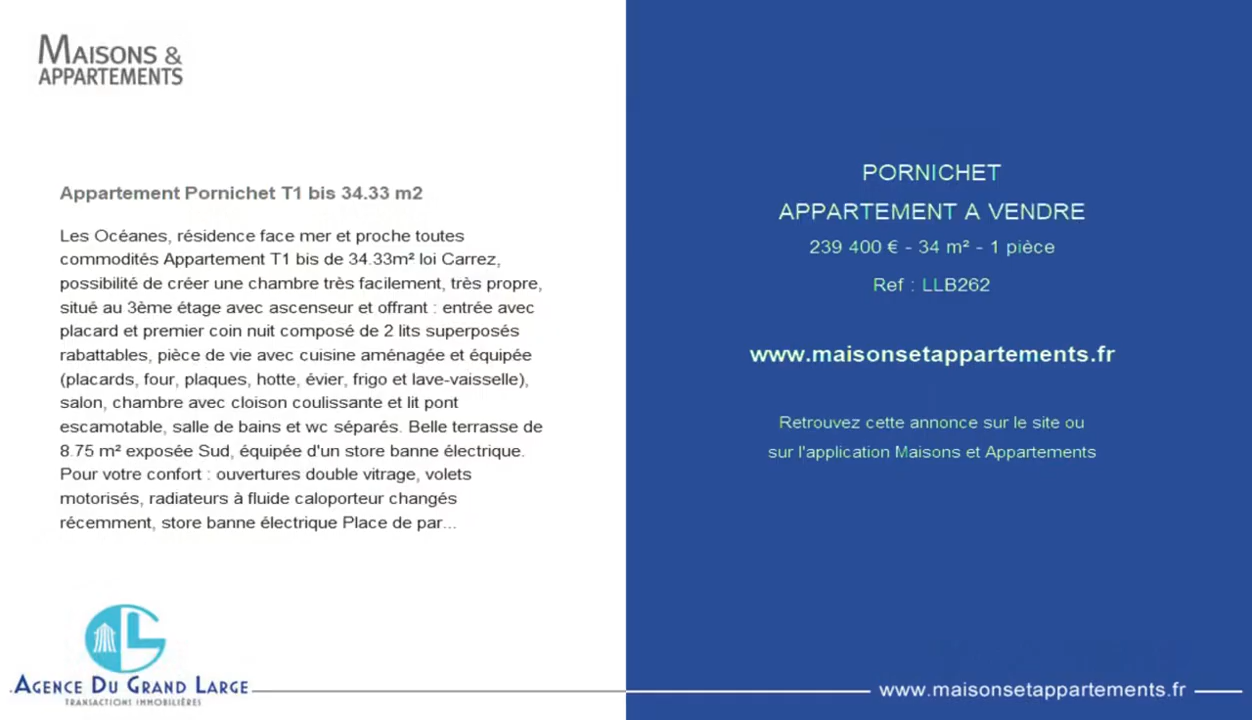 MAISONS &
APPARTEMENTS
Appartement Pornichet T1 bis 34.33 m2
Les Océanes, résidence face mer et proche toutes
commodités Appartement T1 bis de 34.33m² loi Carrez,
possibilité de créer une chambre très facilement, très propre,
situé au 3ème étage avec ascenseur et offrant : entrée avec
placard et premier coin nuit composé de 2 lits superposés
rabattables, pièce de vie avec cuisine aménagée et équipée
(placards, four, plaques, hotte, évier, frigo et lave-vaisselle),
salon, chambre avec cloison coulissante et lit pont
escamotable, salle de bains et wc séparés. Belle terrasse de
8.75 m² exposée Sud, équipée d'un store banne électrique.
Pour votre confort : ouvertures double vitrage, volets
motorisés, radiateurs à fluide caloporteur changés
récemment, store banne électrique Place de par...
AGENCE DU GRAND LARGE
TRANSACTIONS IMMOBILIÈRES
PORNICHET
APPARTEMENT A VENDRE
239 400 € - 34 m² - 1 pièce
Ref : LLB262
www.maisonsetappartements.fr
Retrouvez cette annonce sur le site ou
sur l'application Maisons et Appartements
www.maisonsetappartements.fr